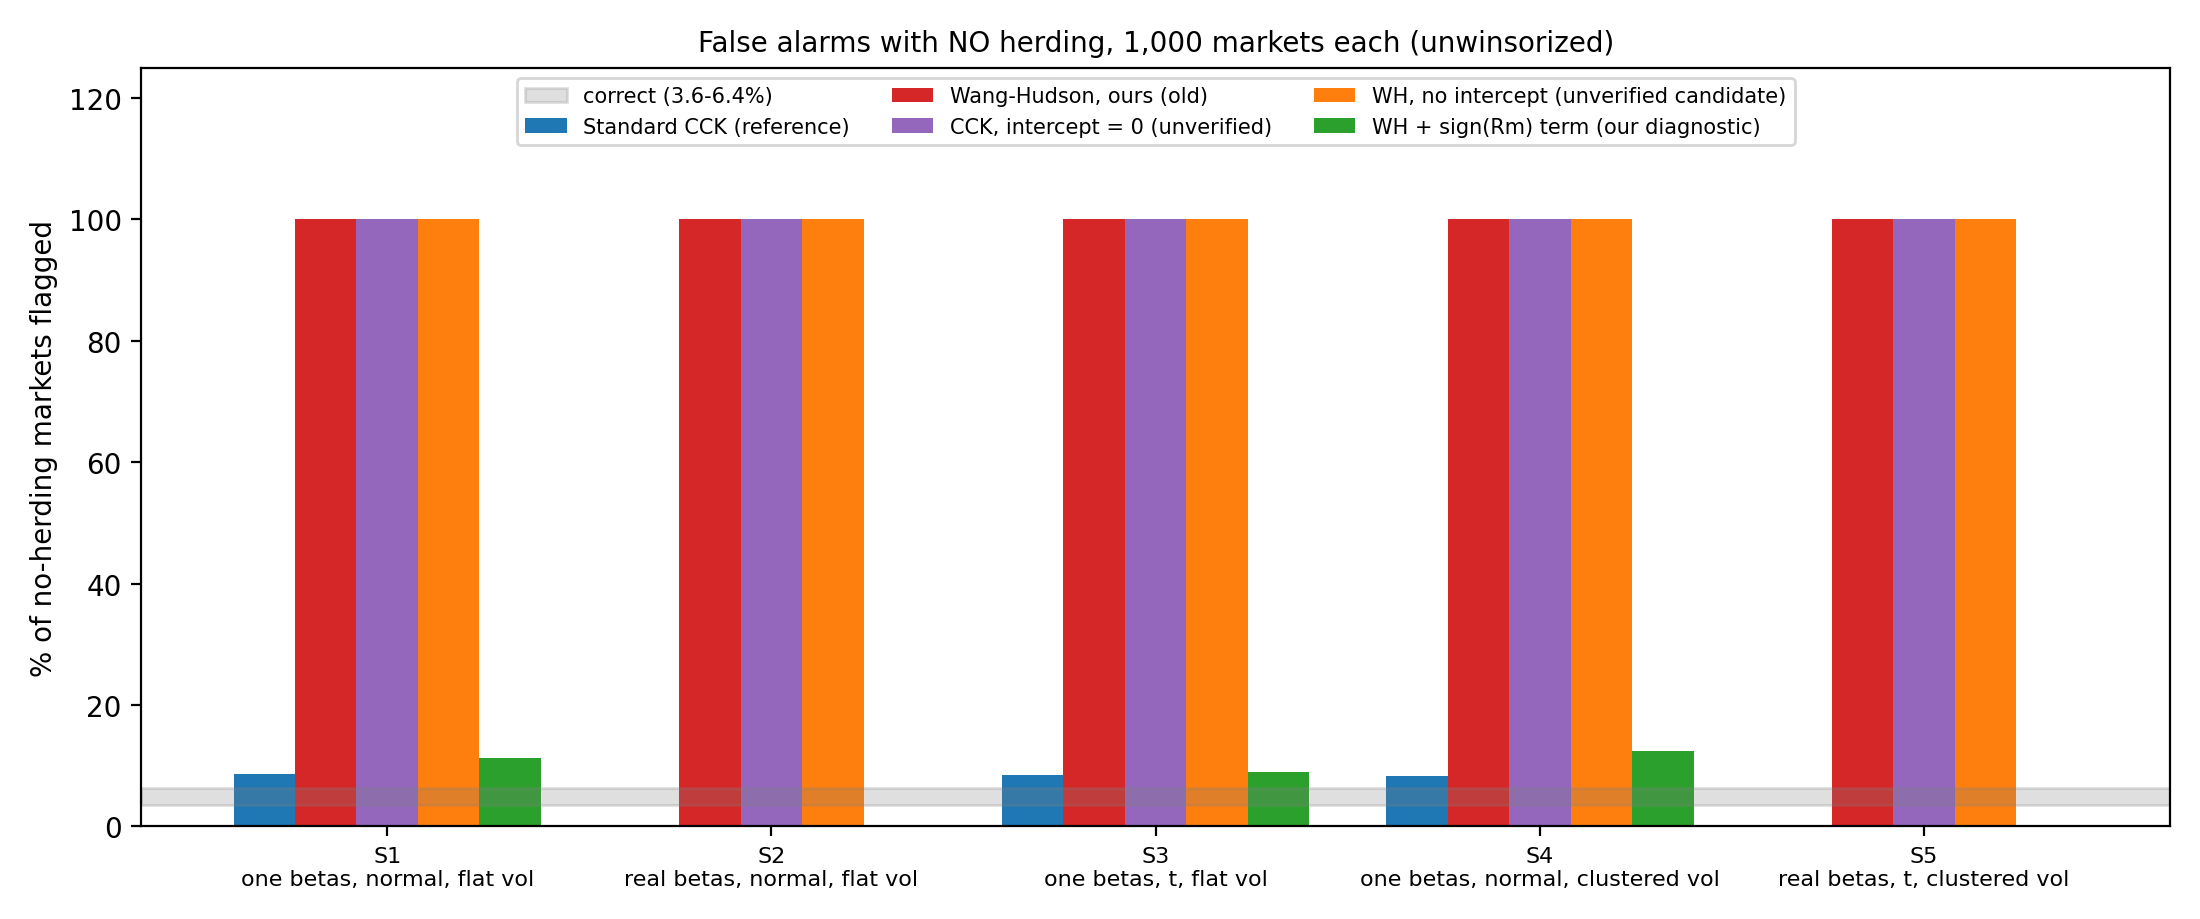 False alarms with NO herding, 1,000 markets each (unwinsorized)
correct (3.6-6.4%)
Standard CCK (reference)
Wang-Hudson, ours (old)
CCK, intercept = 0 (unverified)
WH, no intercept (unverified candidate)
WH + sign(Rm) term (our diagnostic)
% of no-herding markets flagged
120
100
80
60
40
20
0
S1
one betas, normal, flat vol
S2
real betas, normal, flat vol
S3
one betas, t, flat vol
S4
one betas, normal, clustered vol
S5
real betas, t, clustered vol